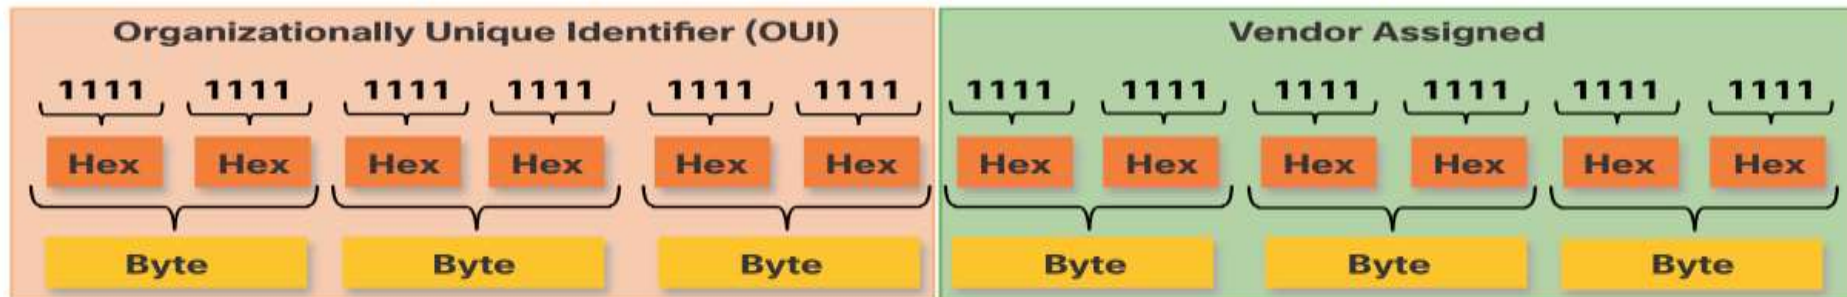 Organizationally Unique Identifier (OUI) Vendor Assigned
1111 1111 1111 1111 1111 1111 1111 1111 1111 1111 1111 1111
Hex Hex Hex Hex Hex Hex Hex Hex Hex Hex Hex Hex
Byte Byte Byte Byte Byte Byte